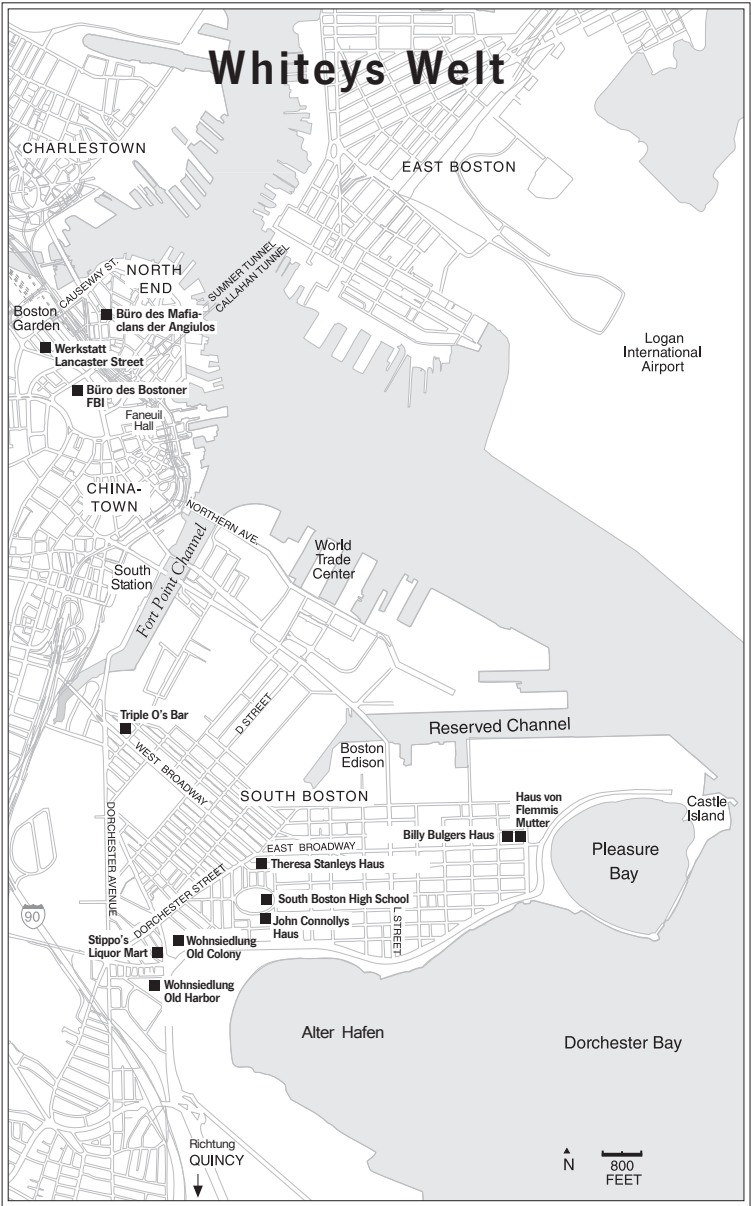 Whiteys Welt
CHARLESTOWN
EAST BOSTON
SUMNER TUNNEL
CALLAHAN TUNNEL
CAUSEWAY ST.
NORTH
END
Boston
Garden
Büro des Mafia-
clans der Angiulos
Werkstatt
Lancaster Street
Büro des Bostoner
FBI
Faneuil
Hall
Logan
International
Airport
CHINA-
TOWN
NORTHERN AVE.
South
Station
Fort Point Channel
World
Trade
Center
Triple O's Bar
D STREET
WEST BROADWAY
Reserved Channel
Boston
Edison
SOUTH BOSTON
Haus von
Flemmis
Mutter
Castle
Island
Billy Bulgers Haus
EAST BROADWAY
Pleasure
Bay
Theresa Stanleys Haus
DORCHESTER AVENUE
DORCHESTER STREET
South Boston High School
John Connollys
Haus
L STREET
90
Stippo's
Liquor Mart
Wohnsiedlung
Old Colony
Wohnsiedlung
Old Harbor
Alter Hafen
Dorchester Bay
Richtung
QUINCY
N
800
FEET